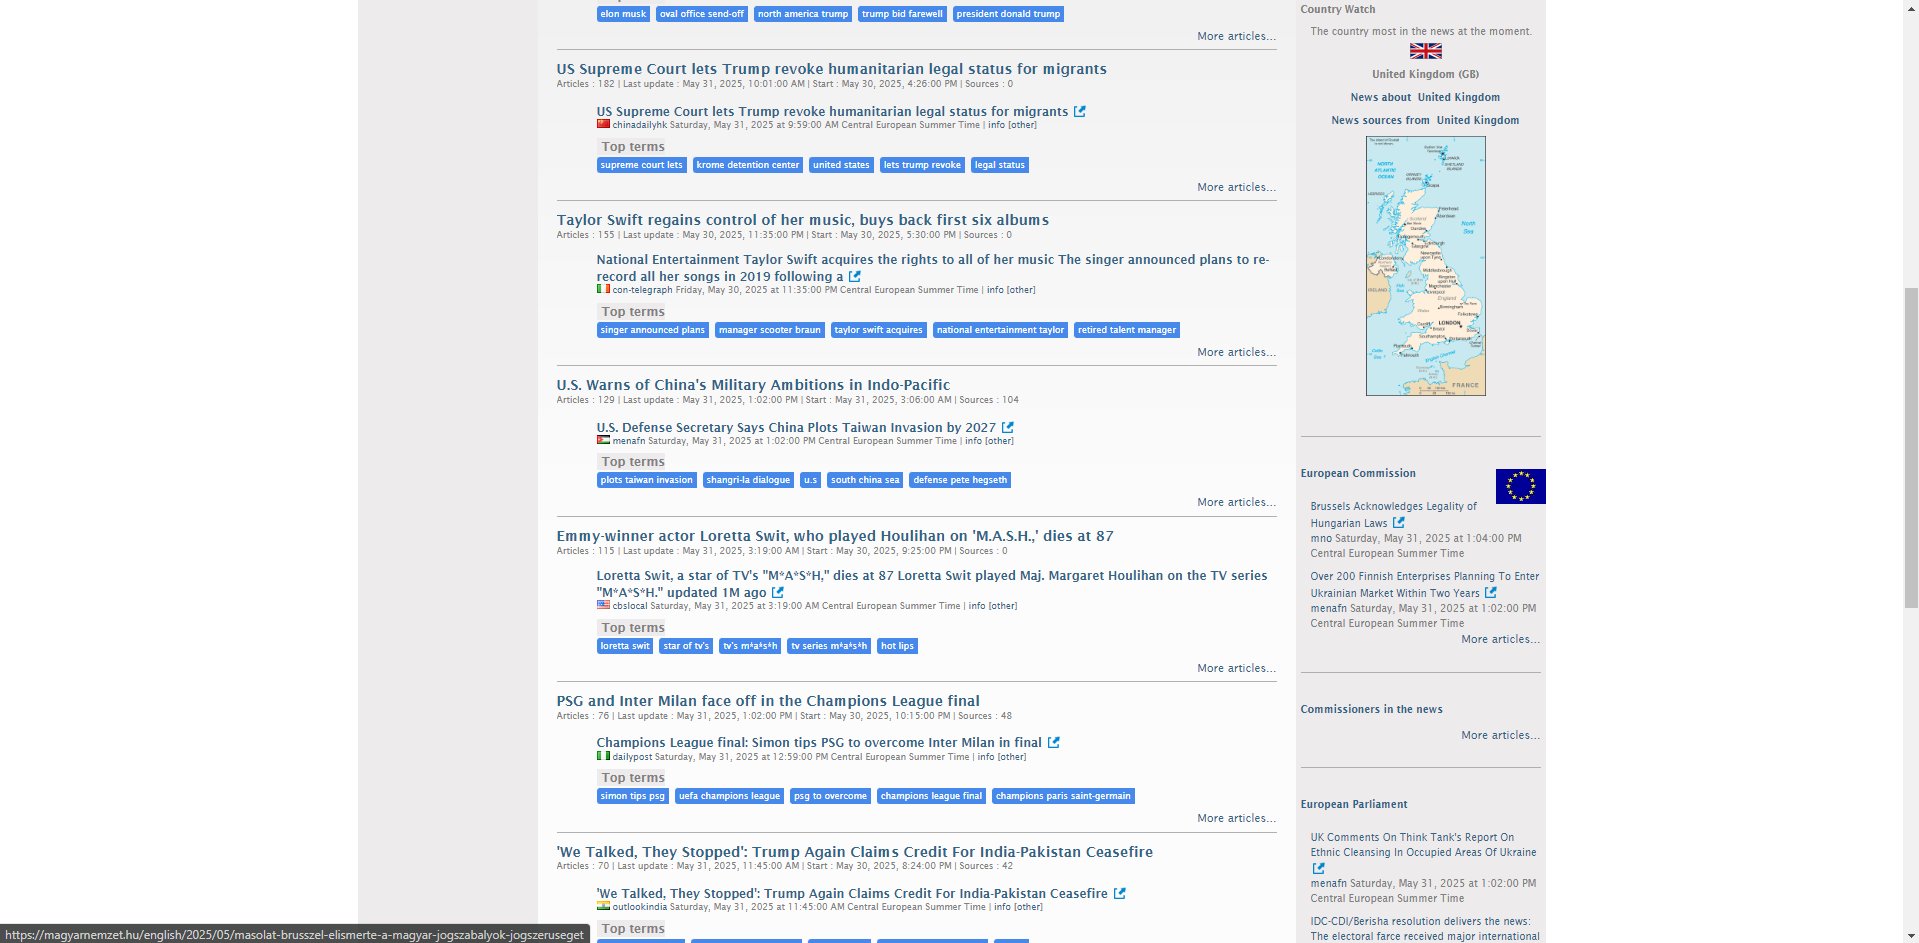 elon musk oval office send-off north america trump trump bid farewell president donald trump
More articles...
US Supreme Court lets Trump revoke humanitarian legal status for migrants
Articles : 182 | Last update : May 31, 2025, 10:01:00 AM | Start : May 30, 2025, 4:26:00 PM | Sources : 0
US Supreme Court lets Trump revoke humanitarian legal status for migrants
chinadailyhk Saturday, May 31, 2025 at 9:59:00 AM Central European Summer Time | info [other]
Top terms
supreme court lets krome detention center united states lets trump revoke legal status
More articles...
Taylor Swift regains control of her music, buys back first six albums
Articles : 155 | Last update : May 30, 2025, 11:35:00 PM | Start : May 30, 2025, 5:30:00 PM | Sources : 0
National Entertainment Taylor Swift acquires the rights to all of her music The singer announced plans to re-
record all her songs in 2019 following a
con-telegraph Friday, May 30, 2025 at 11:35:00 PM Central European Summer Time | info [other]
Top terms
singer announced plans manager scooter braun taylor swift acquires national entertainment taylor retired talent manager
More articles...
U.S. Warns of China's Military Ambitions in Indo-Pacific
Articles : 129 | Last update : May 31, 2025, 1:02:00 PM | Start : May 31, 2025, 3:06:00 AM | Sources : 104
U.S. Defense Secretary Says China Plots Taiwan Invasion by 2027
menafn Saturday, May 31, 2025 at 1:02:00 PM Central European Summer Time | info [other]
Top terms
plots taiwan invasion shangri-la dialogue u.s south china sea defense pete hegseth
More articles...
Emmy-winner actor Loretta Swit, who played Houlihan on 'M.A.S.H.,' dies at 87
Articles : 115 | Last update : May 31, 2025, 3:19:00 AM | Start : May 30, 2025, 9:25:00 PM | Sources : 0
Loretta Swit, a star of TV's "M*A*S*H," dies at 87 Loretta Swit played Maj. Margaret Houlihan on the TV series
"M*A*S*H." updated 1M ago
cbslocal Saturday, May 31, 2025 at 3:19:00 AM Central European Summer Time | info [other]
Top terms
loretta swit star of tv's tv's m*a*s*h tv series m*a*s*h hot lips
More articles...
PSG and Inter Milan face off in the Champions League final
Articles : 76 | Last update : May 31, 2025, 1:02:00 PM | Start : May 30, 2025, 10:15:00 PM | Sources : 48
Champions League final: Simon tips PSG to overcome Inter Milan in final
dailypost Saturday, May 31, 2025 at 12:59:00 PM Central European Summer Time | info [other]
Top terms
simon tips psg uefa champions league psg to overcome champions league final champions paris saint-germain
More articles...
'We Talked, They Stopped': Trump Again Claims Credit For India-Pakistan Ceasefire
Articles : 70 | Last update : May 31, 2025, 11:45:00 AM | Start : May 30, 2025, 8:24:00 PM | Sources : 42
'We Talked, They Stopped': Trump Again Claims Credit For India-Pakistan Ceasefire
outlookindia Saturday, May 31, 2025 at 11:45:00 AM Central European Summer Time | info [other]
Top terms
https://magyarnemzet.hu/english/2025/05/masolat-brusszel-elismerte-a-magyar-jogszabalyok-jogszeruseget
Country Watch
The country most in the news at the moment.
United Kingdom (GB)
News about United Kingdom
News sources from United Kingdom
NORTH
ATLANTIC
OCEAN
North
Sea
England
LONDON
FRANCE
European Commission
Brussels Acknowledges Legality of
Hungarian Laws
mno Saturday, May 31, 2025 at 1:04:00 PM
Central European Summer Time
Over 200 Finnish Enterprises Planning To Enter
Ukrainian Market Within Two Years
menafn Saturday, May 31, 2025 at 1:02:00 PM
Central European Summer Time
More articles...
Commissioners in the news
More articles...
European Parliament
UK Comments On Think Tank's Report On
Ethnic Cleansing In Occupied Areas Of Ukraine
menafn Saturday, May 31, 2025 at 1:02:00 PM
Central European Summer Time
IDC-CDI/Berisha resolution delivers the news:
The electoral farce received major international